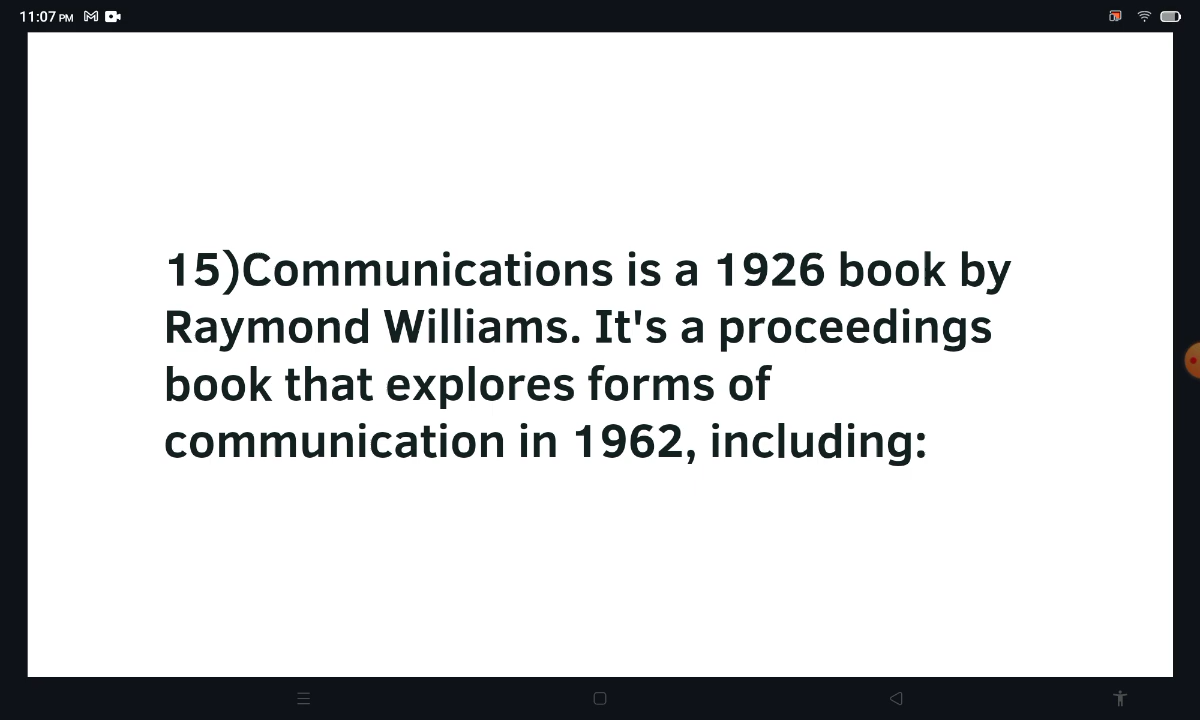 11:07 PM
15)Communications is a 1926 book by
Raymond Williams. It's a proceedings
book that explores forms of
communication in 1962, including: